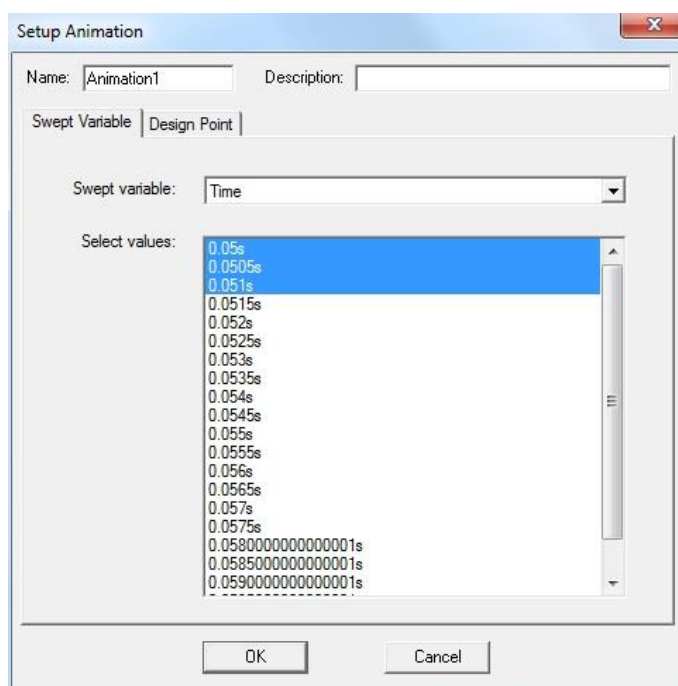 Setup Animation
Name: Animation1 Description:
Swept Variable Design Point
Swept variable: Time
Select values:
0.05s
0.0505s
0.051s
0.0515s
0.052s
0.0525s
0.053s
0.0535s
0.054s
0.0545s
0.055s
0.0555s
0.056s
0.0565s
0.057s
0.0575s
0.0580000000000001s
0.0585000000000001s
0.0590000000000001s
OK Cancel